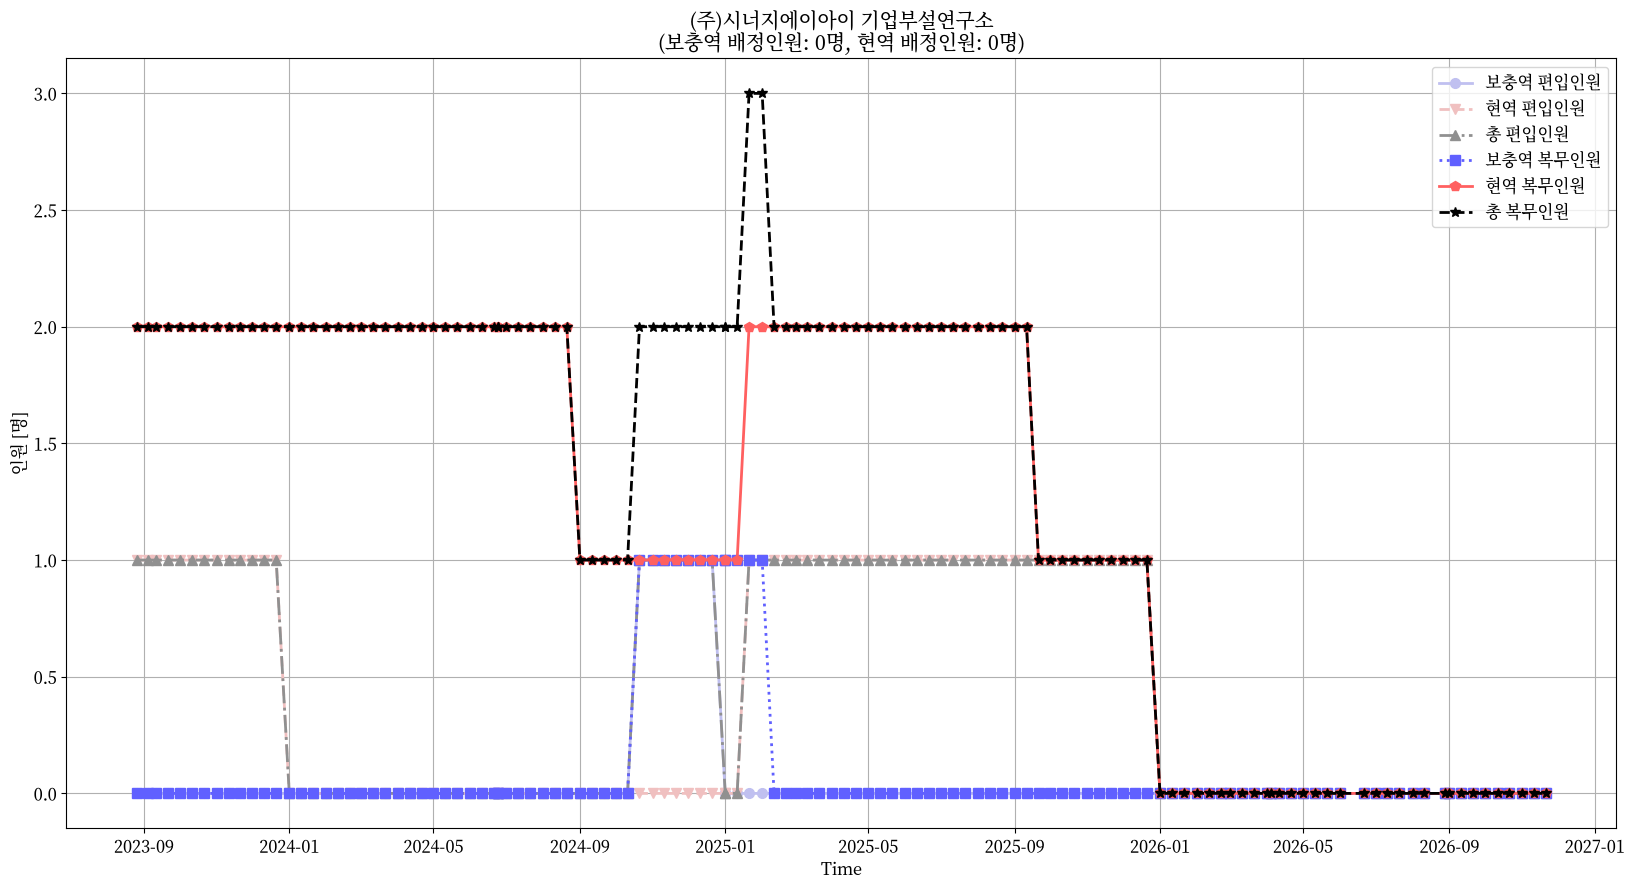 (주)시너지에이아이 기업부설연구소
(보충역 배정인원: 0명, 현역 배정인원: 0명)
보충역 편입인원
현역 편입인원
총 편입인원
보충역 복무인원
현역 복무인원
총 복무인원
인원 [명]
3.0
2.5
2.0
1.5
1.0
0.5
0.0
2023-09 2024-01 2024-05 2024-09 2025-01 2025-05 2025-09 2026-01 2026-05 2026-09 2027-01
Time